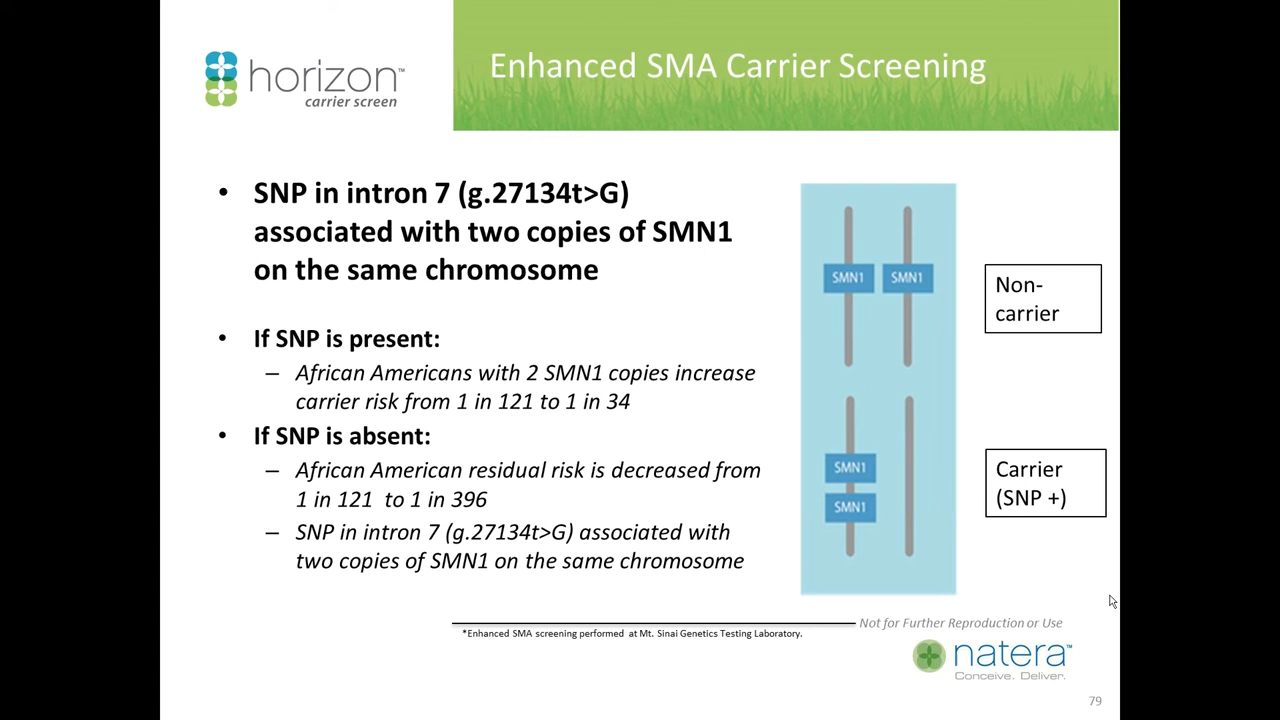 horizon™
carrier screen
Enhanced SMA Carrier Screening
• SNP in intron 7 (g.27134t>G)
associated with two copies of SMN1
on the same chromosome
• If SNP is present:
– African Americans with 2 SMN1 copies increase
carrier risk from 1 in 121 to 1 in 34
• If SNP is absent:
– African American residual risk is decreased from
1 in 121 to 1 in 396
– SNP in intron 7 (g.27134t>G) associated with
two copies of SMN1 on the same chromosome
SMN1 SMN1
Non-
carrier
SMN1
SMN1
Carrier
(SNP +)
Not for Further Reproduction or Use
*Enhanced SMA screening performed at Mt. Sinai Genetics Testing Laboratory.
natera™
Conceive. Deliver.
79